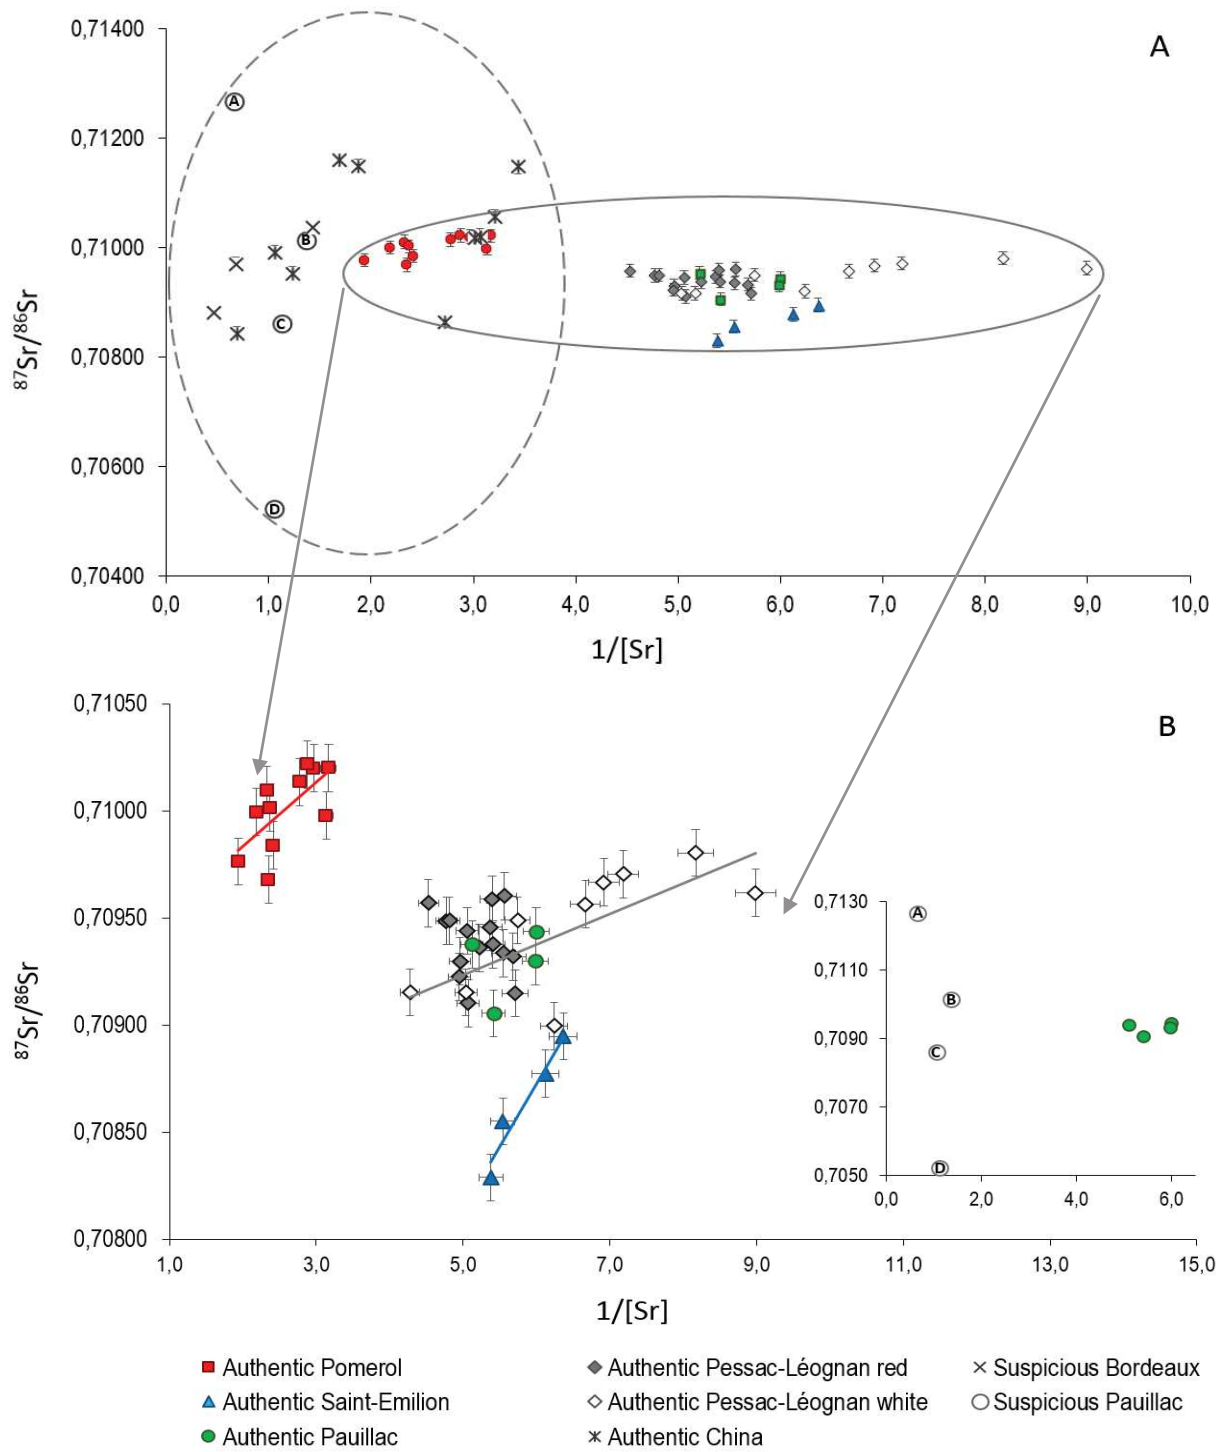 A
0,71400
0,71200
0,71000
0,70800
0,70600
0,70400
⁸⁷Sr/⁸⁶Sr
A
B
C
D
0,0 1,0 2,0 3,0 4,0 5,0 6,0 7,0 8,0 9,0 10,0
1/[Sr]
B
0,71050
0,71000
0,70950
0,70900
0,70850
0,70800
⁸⁷Sr/⁸⁶Sr
0,7130
0,7110
0,7090
0,7070
0,7050
A
B
C
D
0,0 2,0 4,0 6,0
1,0 3,0 5,0 7,0 9,0 11,0 13,0 15,0
1/[Sr]
Authentic Pomerol Authentic Pessac-Léognan red Suspicious Bordeaux
Authentic Saint-Emilion Authentic Pessac-Léognan white Suspicious Pauillac
Authentic Pauillac Authentic China